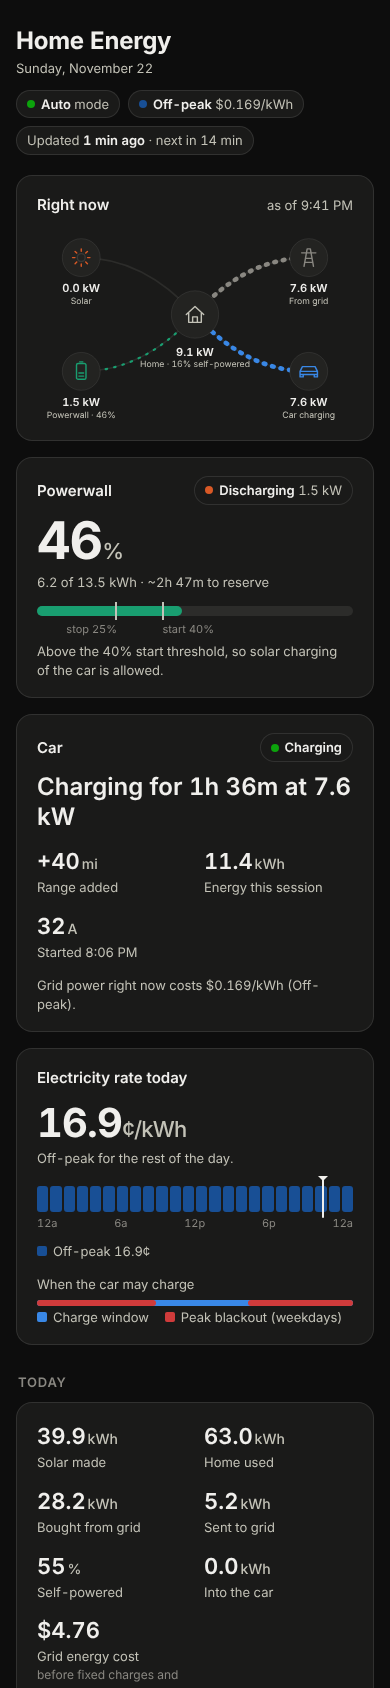 Home Energy
Sunday, November 22
Auto mode
Off-peak $0.169/kWh
Updated 1 min ago · next in 14 min
Right now
as of 9:41 PM
0.0 kW
Solar
7.6 kW
From grid
9.1 kW
Home · 16% self-powered
1.5 kW
Powerwall · 46%
7.6 kW
Car charging
Powerwall
Discharging 1.5 kW
46%
6.2 of 13.5 kWh · ~2h 47m to reserve
stop 25%
start 40%
Above the 40% start threshold, so solar charging
of the car is allowed.
Car
Charging
Charging for 1h 36m at 7.6
kW
+40 mi
Range added
11.4 kWh
Energy this session
32 A
Started 8:06 PM
Grid power right now costs $0.169/kWh (Off-
peak).
Electricity rate today
16.9¢/kWh
Off-peak for the rest of the day.
12a
6a
12p
6p
12a
Off-peak 16.9¢
When the car may charge
Charge window
Peak blackout (weekdays)
TODAY
39.9 kWh
Solar made
63.0 kWh
Home used
28.2 kWh
Bought from grid
5.2 kWh
Sent to grid
55 %
Self-powered
0.0 kWh
Into the car
$4.76
Grid energy cost
before fixed charges and